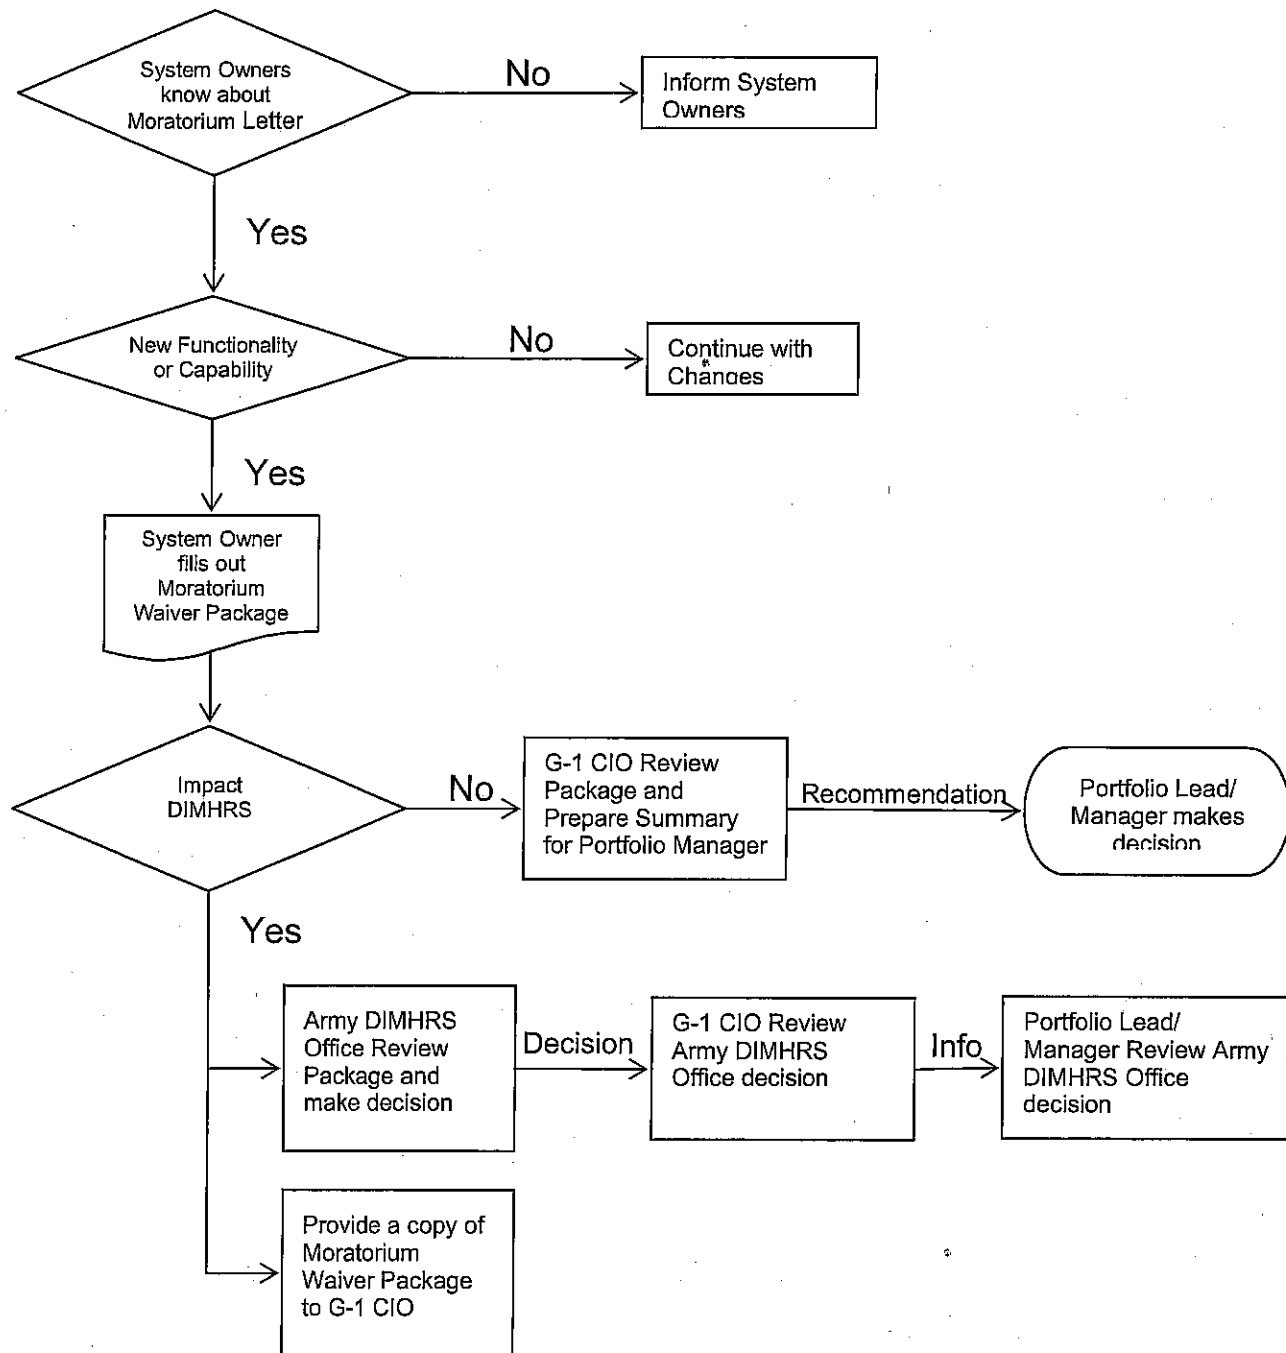 System Owners
know about
Moratorium Letter
No
Inform System
Owners
Yes
New Functionality
or Capability
No
Continue with
Changes
Yes
System Owner
fills out
Moratorium
Waiver Package
Impact
DIMHRS
No
G-1 CIO Review
Package and
Prepare Summary
for Portfolio Manager
Recommendation
Portfolio Lead/
Manager makes
decision
Yes
Army DIMHRS
Office Review
Package and
make decision
Decision
G-1 CIO Review
Army DIMHRS
Office decision
Info
Portfolio Lead/
Manager Review Army
DIMHRS Office
decision
Provide a copy of
Moratorium
Waiver Package
to G-1 CIO